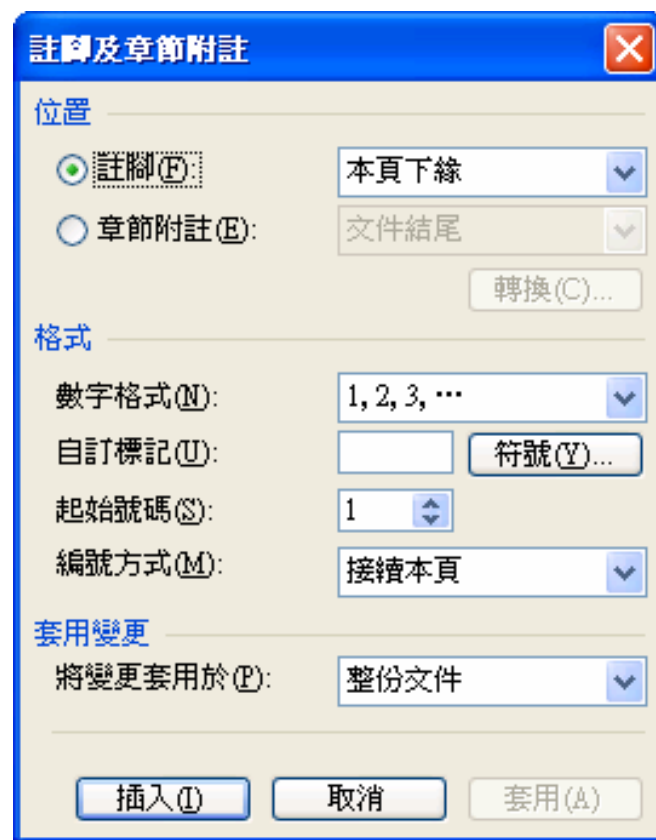 註腳及章節附註
位置
註腳(F): 本頁下緣
章節附註(E): 文件結尾
轉換(C)...
格式
數字格式(N): 1, 2, 3, …
自訂標記(U): 符號(Y)...
起始號碼(S): 1
編號方式(M): 接續本頁
套用變更
將變更套用於(P): 整份文件
插入(I) 取消 套用(A)